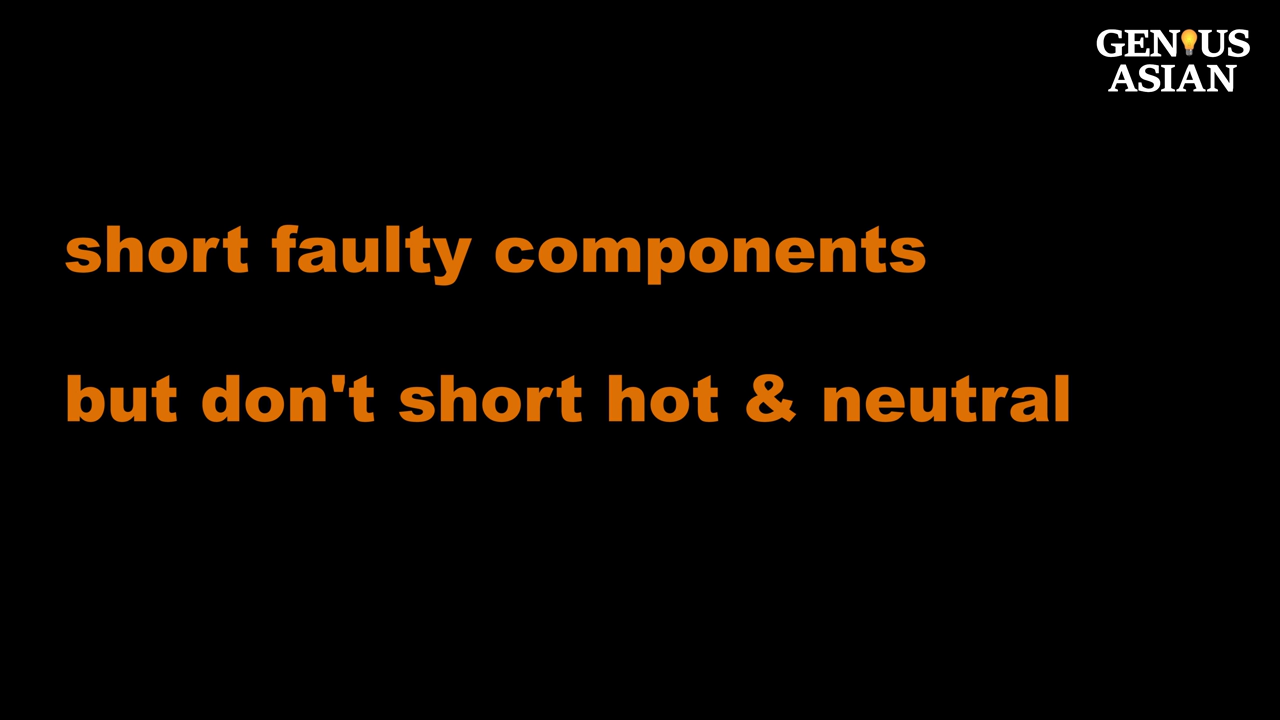 GENIUS
ASIAN
short faulty components
but don't short hot & neutral